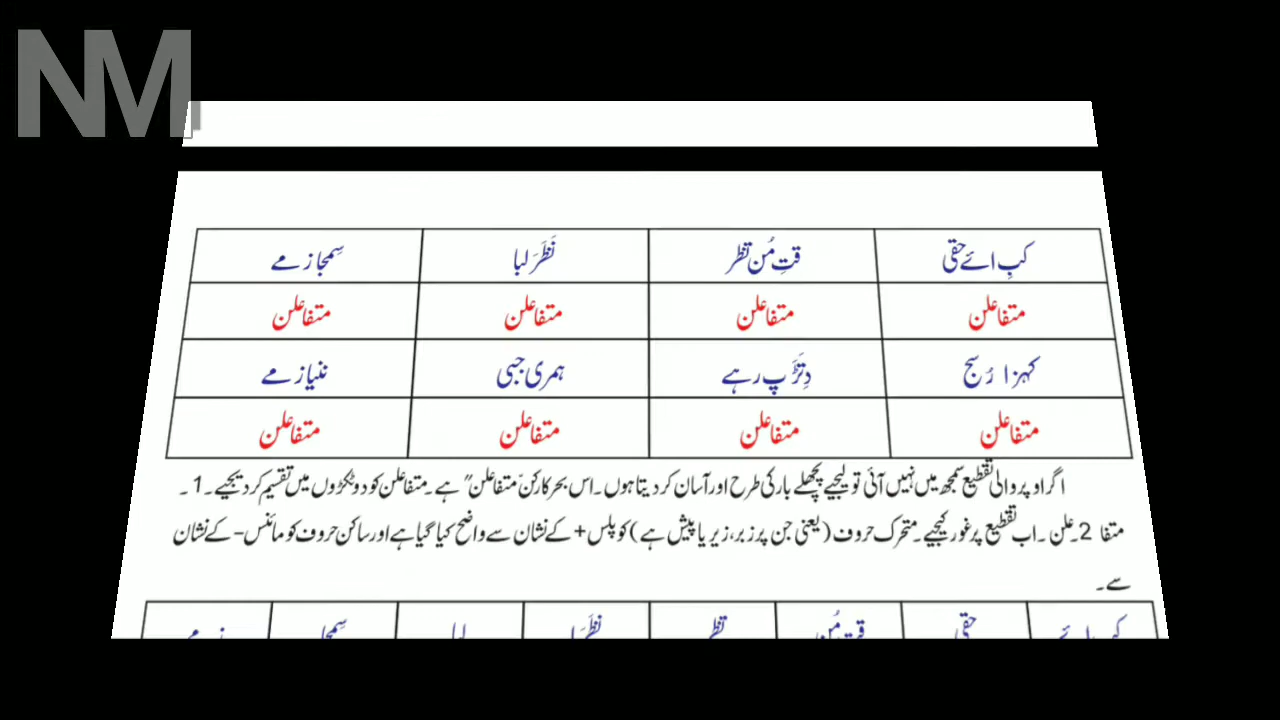 NM
کبِ اے حقی قتِ مُن تظر نَظَرَ لبا سِ مجاز مے
متفاعلن متفاعلن متفاعلن متفاعلن
کہزا رُ سج دِتَڑَپ رہے ہمری جبی ننیاز مے
متفاعلن متفاعلن متفاعلن متفاعلن
اگر اوپر والی تقطیع سمجھ میں نہیں آئی تو لیجیے پچھلے بار کی طرح اور آسان کر دیتا ہوں۔ اس بحر کا رکن "متفاعلن" ہے۔ متفاعلن کو دو ٹکڑوں میں تقسیم کر دیجیے۔ 1۔
متفا 2۔ علن۔ اب تقطیع پر غور کیجیے۔ متحرک حروف (یعنی جن پر زبر، زیر یا پیش ہے) کو پلس + کے نشان سے واضح کیا گیا ہے اور ساکن حروف کو مائنس - کے نشان
سے۔